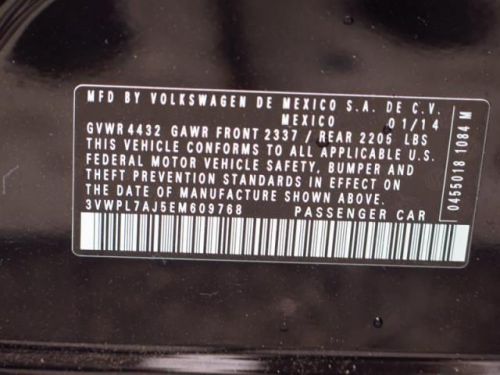 MFD BY VOLKSWAGEN DE MEXICO S.A. DE C.V.
MEXICO 01/14
GVWR 4432 GAWR FRONT 2337 / REAR 2205 LBS
THIS VEHICLE CONFORMS TO ALL APPLICABLE U.S.
FEDERAL MOTOR VEHICLE SAFETY, BUMPER AND
THEFT PREVENTION STANDARDS IN EFFECT ON
THE DATE OF MANUFACTURE SHOWN ABOVE.
3VWPL7AJ5EM609768 PASSENGER CAR
0455018 1084 M